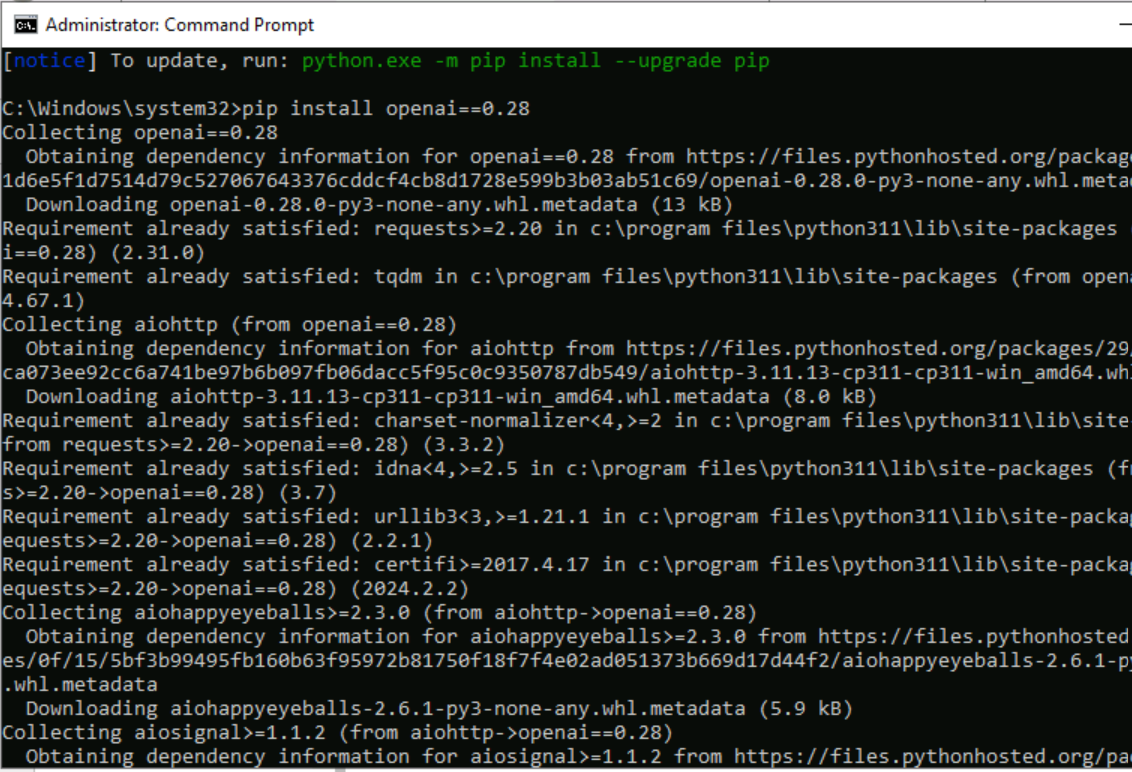 Administrator: Command Prompt
[notice] To update, run: python.exe -m pip install --upgrade pip
C:\Windows\system32>pip install openai==0.28
Collecting openai==0.28
  Obtaining dependency information for openai==0.28 from https://files.pythonhosted.org/packag
1d6e5f1d7514d79c527067643376cddcf4cb8d1728e599b3b03ab51c69/openai-0.28.0-py3-none-any.whl.meta
  Downloading openai-0.28.0-py3-none-any.whl.metadata (13 kB)
Requirement already satisfied: requests>=2.20 in c:\program files\python311\lib\site-packages (
i==0.28) (2.31.0)
Requirement already satisfied: tqdm in c:\program files\python311\lib\site-packages (from open
4.67.1)
Collecting aiohttp (from openai==0.28)
  Obtaining dependency information for aiohttp from https://files.pythonhosted.org/packages/29/
ca073ee92cc6a741be97b6b097fb06dacc5f95c0c9350787db549/aiohttp-3.11.13-cp311-cp311-win_amd64.wh
  Downloading aiohttp-3.11.13-cp311-cp311-win_amd64.whl.metadata (8.0 kB)
Requirement already satisfied: charset-normalizer<4,>=2 in c:\program files\python311\lib\site-
from requests>=2.20->openai==0.28) (3.3.2)
Requirement already satisfied: idna<4,>=2.5 in c:\program files\python311\lib\site-packages (f
s>=2.20->openai==0.28) (3.7)
Requirement already satisfied: urllib3<3,>=1.21.1 in c:\program files\python311\lib\site-packa
equests>=2.20->openai==0.28) (2.2.1)
Requirement already satisfied: certifi>=2017.4.17 in c:\program files\python311\lib\site-packa
equests>=2.20->openai==0.28) (2024.2.2)
Collecting aiohappyeyeballs>=2.3.0 (from aiohttp->openai==0.28)
  Obtaining dependency information for aiohappyeyeballs>=2.3.0 from https://files.pythonhosted
es/0f/15/5bf3b99495fb160b63f95972b81750f18f7f4e02ad051373b669d17d44f2/aiohappyeyeballs-2.6.1-py
.whl.metadata
  Downloading aiohappyeyeballs-2.6.1-py3-none-any.whl.metadata (5.9 kB)
Collecting aiosignal>=1.1.2 (from aiohttp->openai==0.28)
  Obtaining dependency information for aiosignal>=1.1.2 from https://files.pythonhosted.org/pa